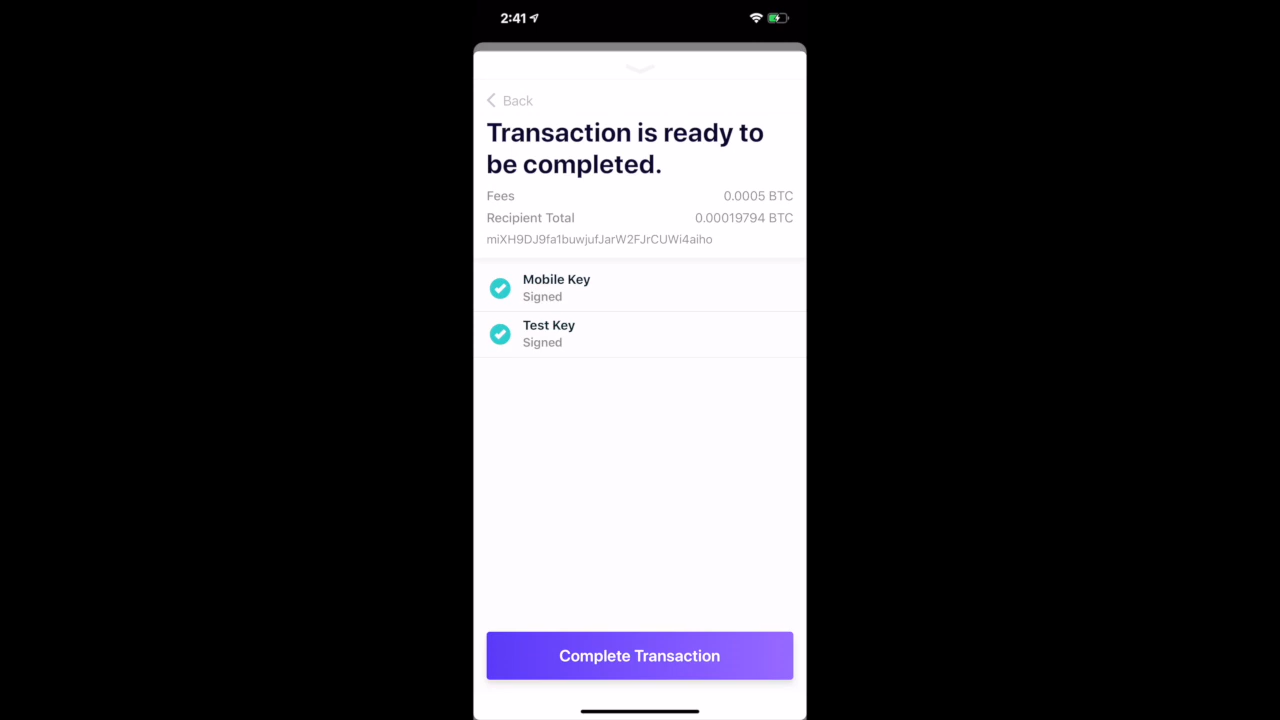 2:41
Back
Transaction is ready to
be completed.
Fees 0.0005 BTC
Recipient Total 0.00019794 BTC
miXH9DJ9fa1buwjufJarW2FJrCUWi4aiho
Mobile Key
Signed
Test Key
Signed
Complete Transaction